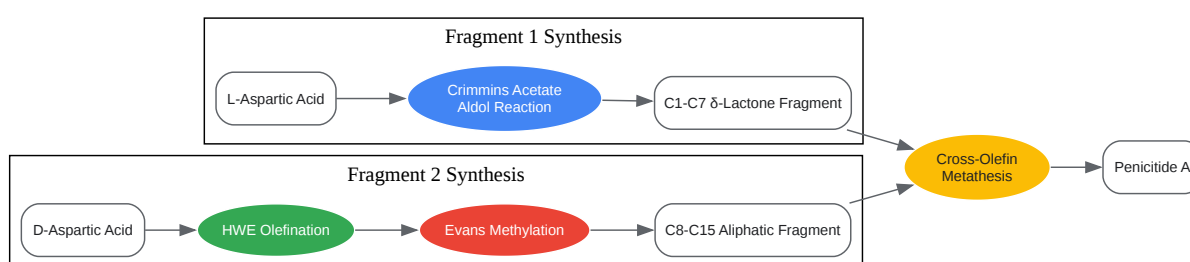 Fragment 1 Synthesis
L-Aspartic Acid
Crimmins Acetate
Aldol Reaction
C1-C7 δ-Lactone Fragment
Fragment 2 Synthesis
D-Aspartic Acid
HWE Olefination
Evans Methylation
C8-C15 Aliphatic Fragment
Cross-Olefin
Metathesis
Penicitide A